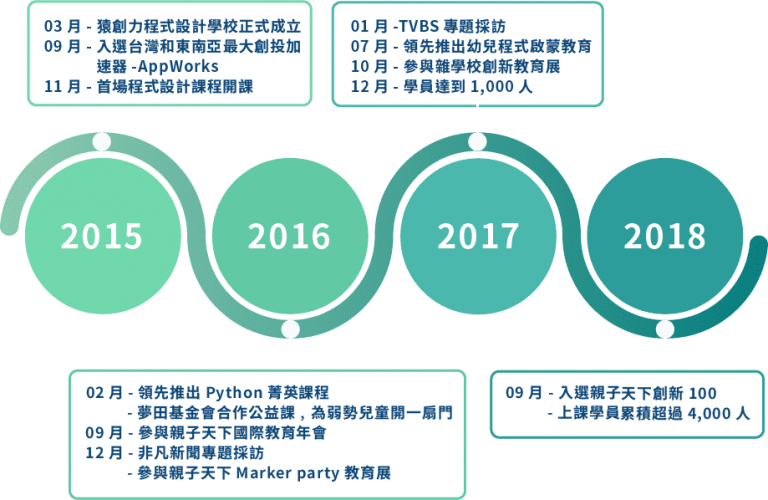 03 月 - 猿創力程式設計學校正式成立
09 月 - 入選台灣和東南亞最大創投加
速器 -AppWorks
11 月 - 首場程式設計課程開課
01 月 -TVBS 專題採訪
07 月 - 領先推出幼兒程式啟蒙教育
10 月 - 參與雜學校創新教育展
12 月 - 學員達到 1,000 人
2015
2016
2017
2018
02 月 - 領先推出 Python 菁英課程
- 夢田基金會合作公益課，為弱勢兒童開一扇門
09 月 - 參與親子天下國際教育年會
12 月 - 非凡新聞專題採訪
- 參與親子天下 Marker party 教育展
09 月 - 入選親子天下創新 100
- 上課學員累積超過 4,000 人